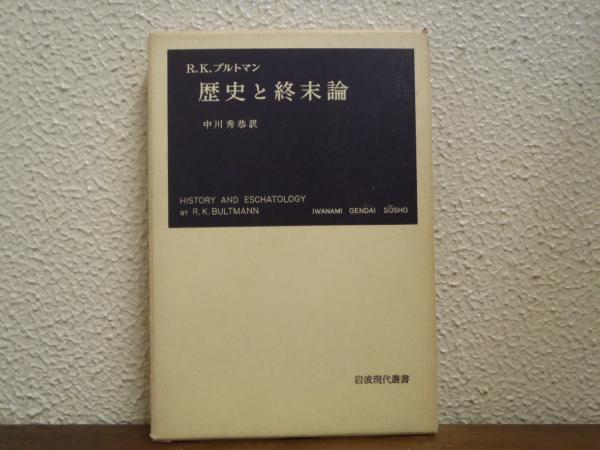 R.K.ブルトマン
歴史と終末論
中川秀恭訳
HISTORY AND ESCHATOLOGY
BY R.K.BULTMANN IWANAMI GENDAI SŌSHO
岩波現代叢書